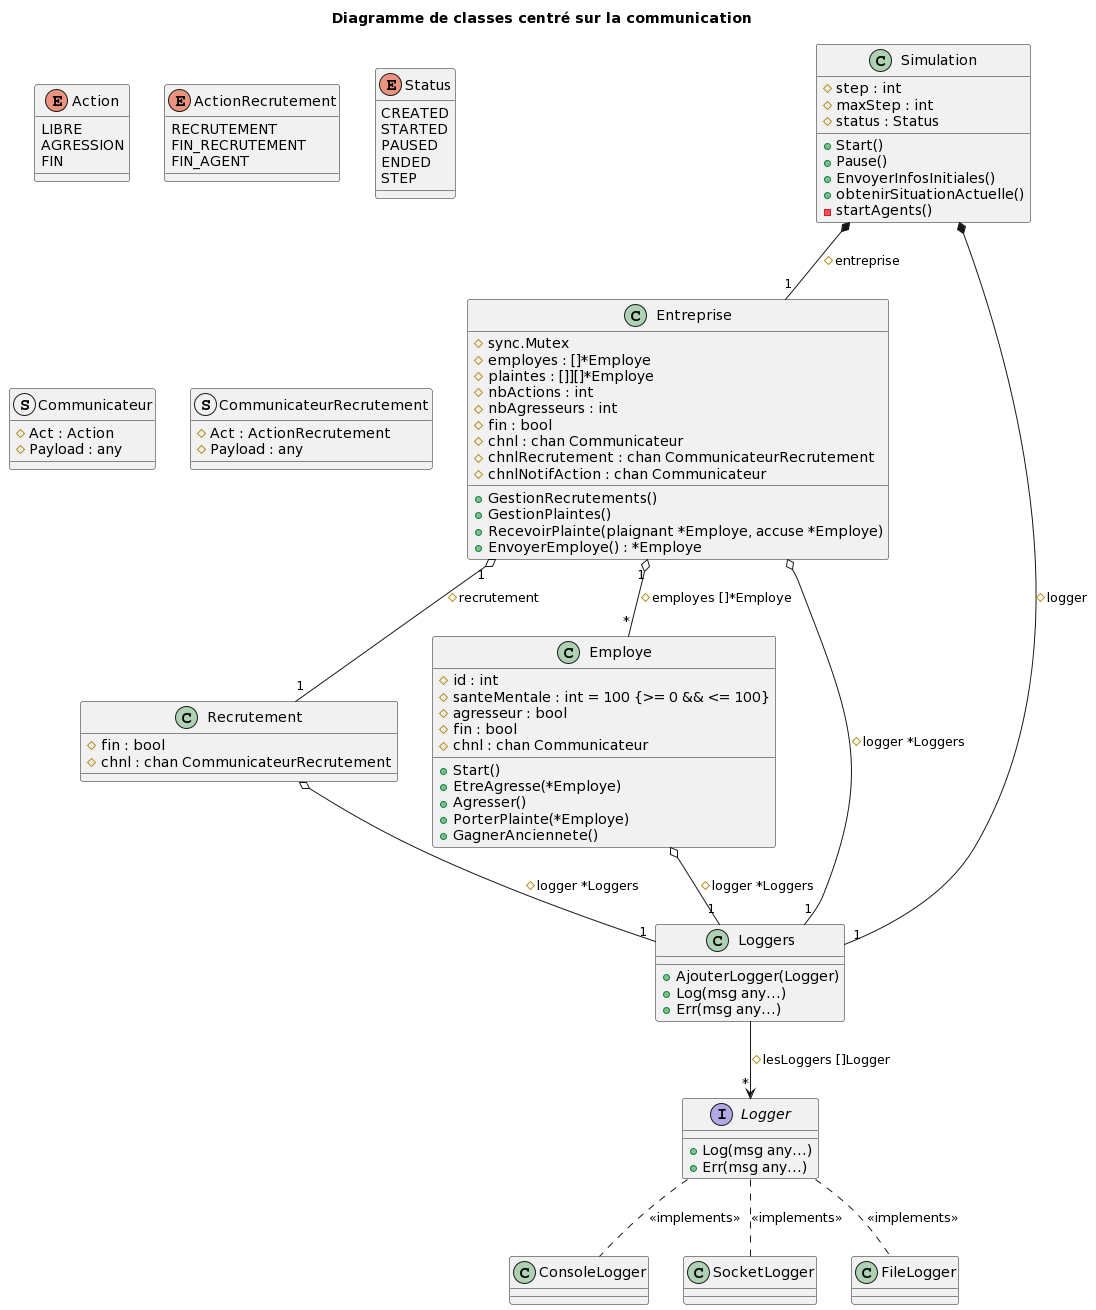 Diagramme de classes centré sur la communication
E Action
LIBRE
AGRESSION
FIN
E ActionRecrutement
RECRUTEMENT
FIN_RECRUTEMENT
FIN_AGENT
E Status
CREATED
STARTED
PAUSED
ENDED
STEP
C Simulation
step : int
maxStep : int
status : Status
Start()
Pause()
EnvoyerInfosInitiales()
obtenirSituationActuelle()
startAgents()
entreprise
1
S Communicateur
Act : Action
Payload : any
S CommunicateurRecrutement
Act : ActionRecrutement
Payload : any
C Entreprise
sync.Mutex
employes : []*Employe
plaintes : []][]*Employe
nbActions : int
nbAgresseurs : int
fin : bool
chnl : chan Communicateur
chnlRecrutement : chan CommunicateurRecrutement
chnlNotifAction : chan Communicateur
GestionRecrutements()
GestionPlaintes()
RecevoirPlainte(plaignant *Employe, accuse *Employe)
EnvoyerEmploye() : *Employe
1
1
recrutement
employes []*Employe
logger
*
1
C Employe
id : int
santeMentale : int = 100 {>= 0 && <= 100}
agresseur : bool
fin : bool
chnl : chan Communicateur
Start()
EtreAgresse(*Employe)
Agresser()
PorterPlainte(*Employe)
GagnerAnciennete()
C Recrutement
fin : bool
chnl : chan CommunicateurRecrutement
logger *Loggers
logger *Loggers
logger *Loggers
1
1
1
1
C Loggers
AjouterLogger(Logger)
Log(msg any...)
Err(msg any...)
lesLoggers []Logger
*
I Logger
Log(msg any...)
Err(msg any...)
«implements»
«implements»
«implements»
C ConsoleLogger
C SocketLogger
C FileLogger